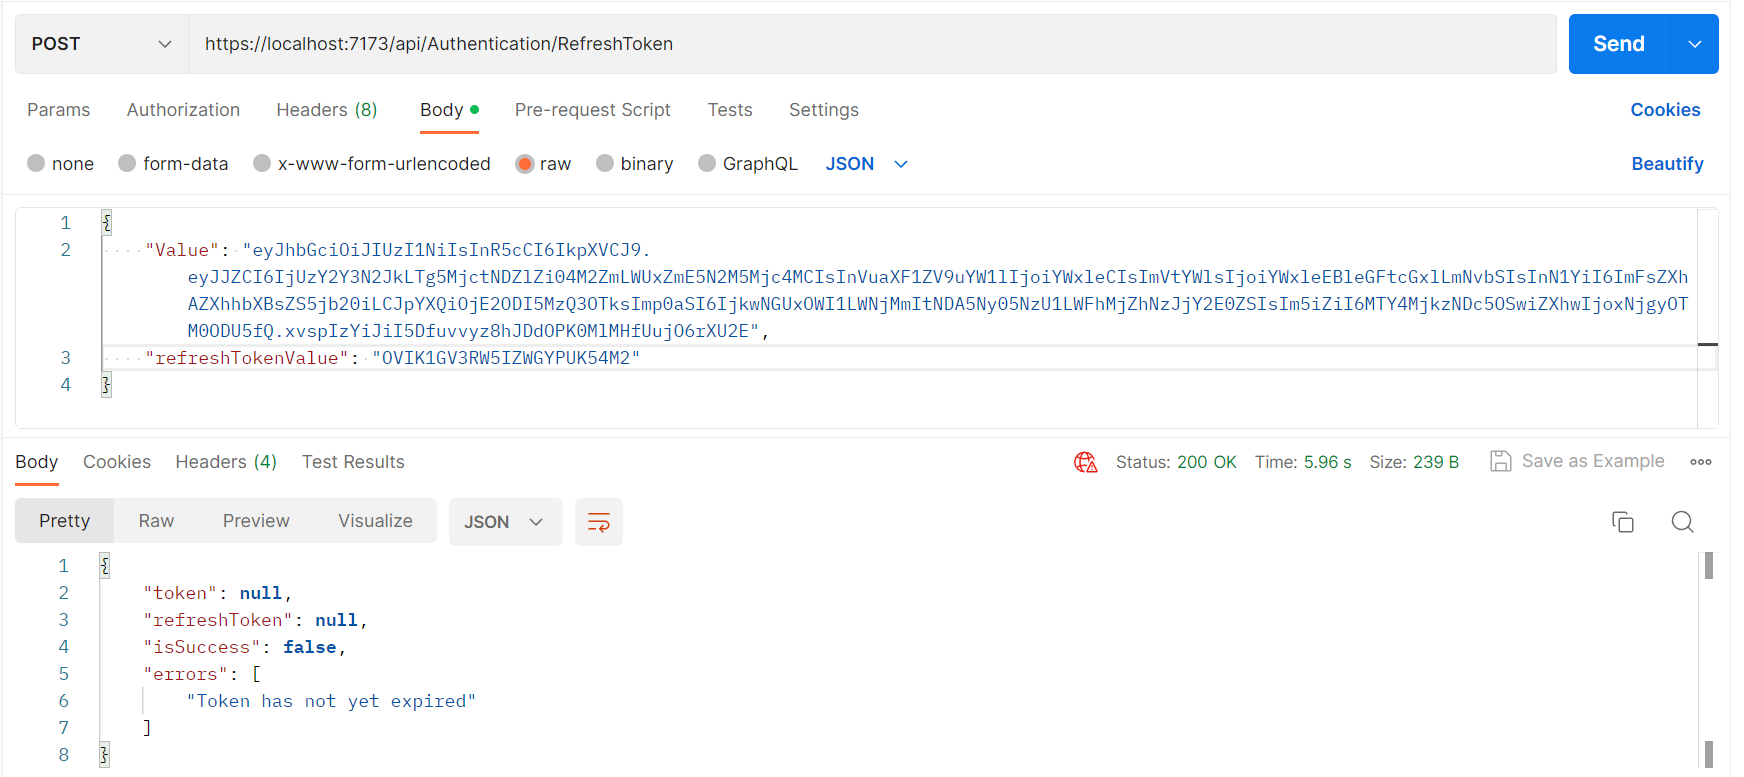 POST https://localhost:7173/api/Authentication/RefreshToken Send
Params Authorization Headers (8) Body Pre-request Script Tests Settings Cookies
none form-data x-www-form-urlencoded raw binary GraphQL JSON Beautify
1 {
2 "Value": "eyJhbGciOiJIUzI1NiIsInR5cCI6IkpXVCJ9.
eyJJZCI6IjUzY2Y3N2JkLTg5MjctNDZlZi04M2ZmLWUxZmE5N2M5Mjc4MCIsInVuaXF1ZV9uYW1lIjoiYWxleCIsImVtYWlsIjoiYWxleEBleGFtcGxlLmNvbSIsInN1YiI6ImFsZXh
AZXhhbXBsZS5jb20iLCJpYXQiOjE2ODI5MzQ3OTksImp0aSI6IjkwNGUxOWI1LWNjMmItNDA5Ny05NzU1LWFhMjZhNzJjY2E0ZSIsIm5iZiI6MTY4MjkzNDc5OSwiZXhwIjoxNjgyOT
M0ODU5fQ.xvspIzYiJiI5Dfuvvyz8hJDdOPK0MlMHfUujO6rXU2E",
3 "refreshTokenValue": "OVIK1GV3RW5IZWGYPUK54M2"
4 }
Body Cookies Headers (4) Test Results Status: 200 OK Time: 5.96 s Size: 239 B Save as Example
Pretty Raw Preview Visualize JSON
1 {
2 "token": null,
3 "refreshToken": null,
4 "isSuccess": false,
5 "errors": [
6 "Token has not yet expired"
7 ]
8 }